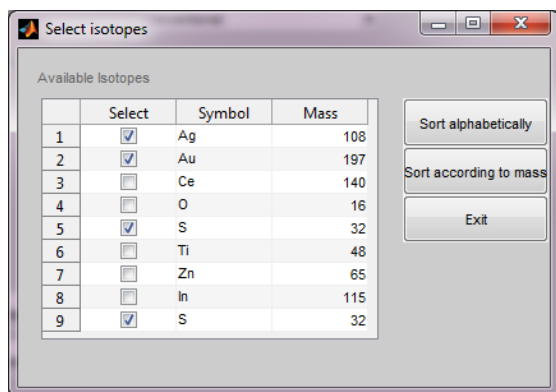 Select isotopes
Available Isotopes
Select Symbol Mass
1 Ag 108
2 Au 197
3 Ce 140
4 O 16
5 S 32
6 Ti 48
7 Zn 65
8 In 115
9 S 32
Sort alphabetically
Sort according to mass
Exit